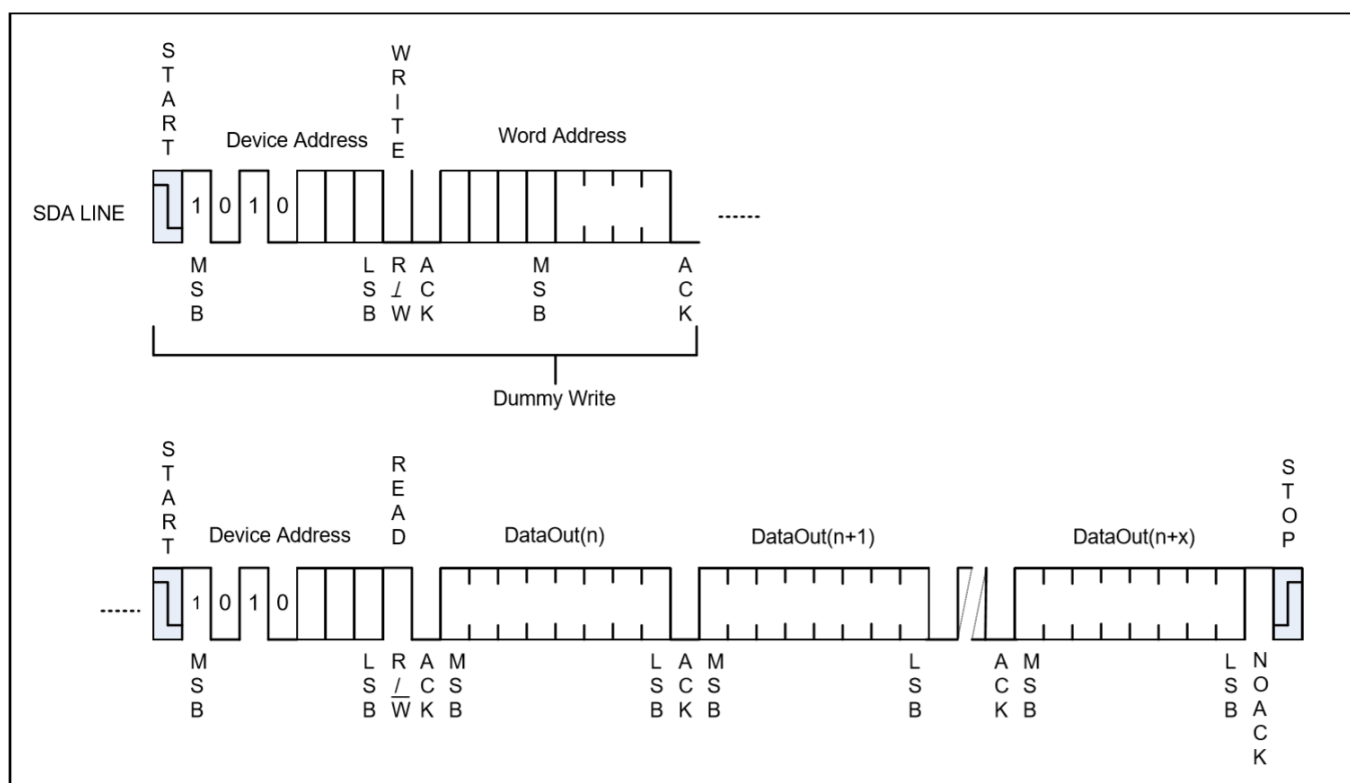 START
WRITE
Device Address
Word Address
SDA LINE
1 0 1 0
......
MSB
LSB
R/W
ACK
MSB
ACK
Dummy Write
START
READ
STOP
Device Address
DataOut(n)
DataOut(n+1)
DataOut(n+x)
......
1 0 1 0
MSB
LSB
R/W
ACK
MSB
LSB
ACK
MSB
LSB
ACK
MSB
LSB
NOACK